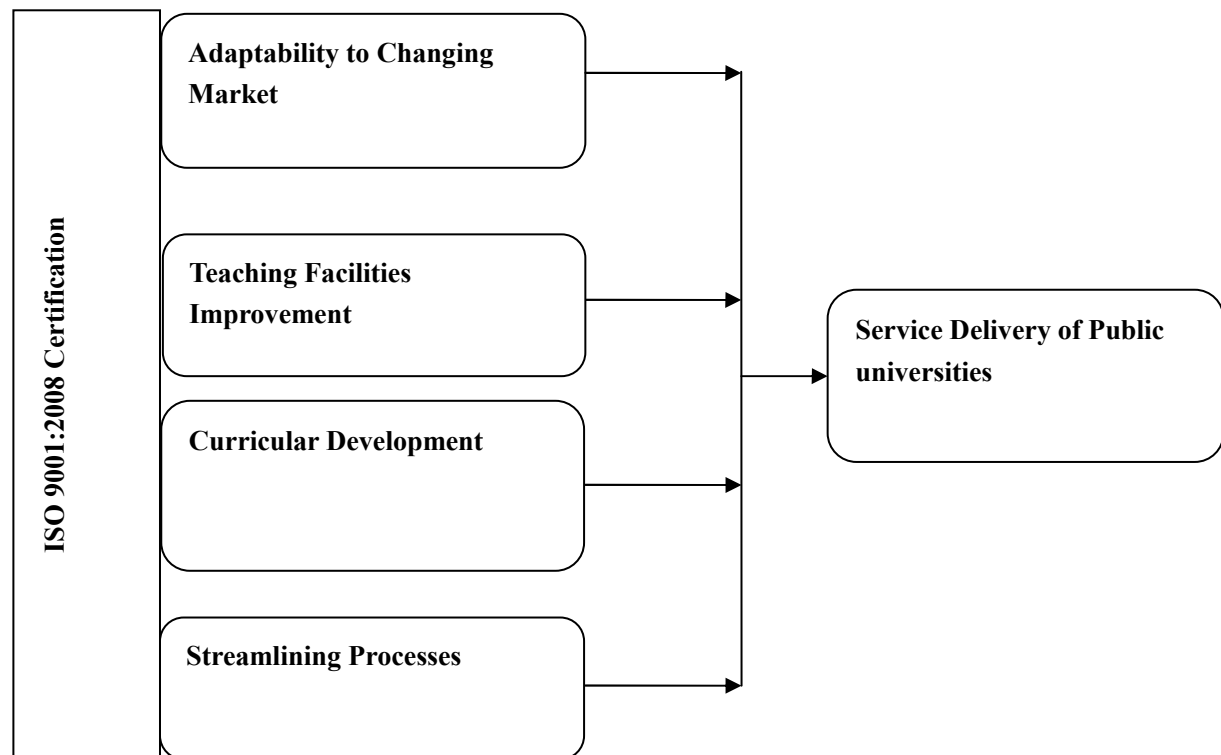 ISO 9001:2008 Certification
Adaptability to Changing
Market
Teaching Facilities
Improvement
Curricular Development
Streamlining Processes
Service Delivery of Public
universities